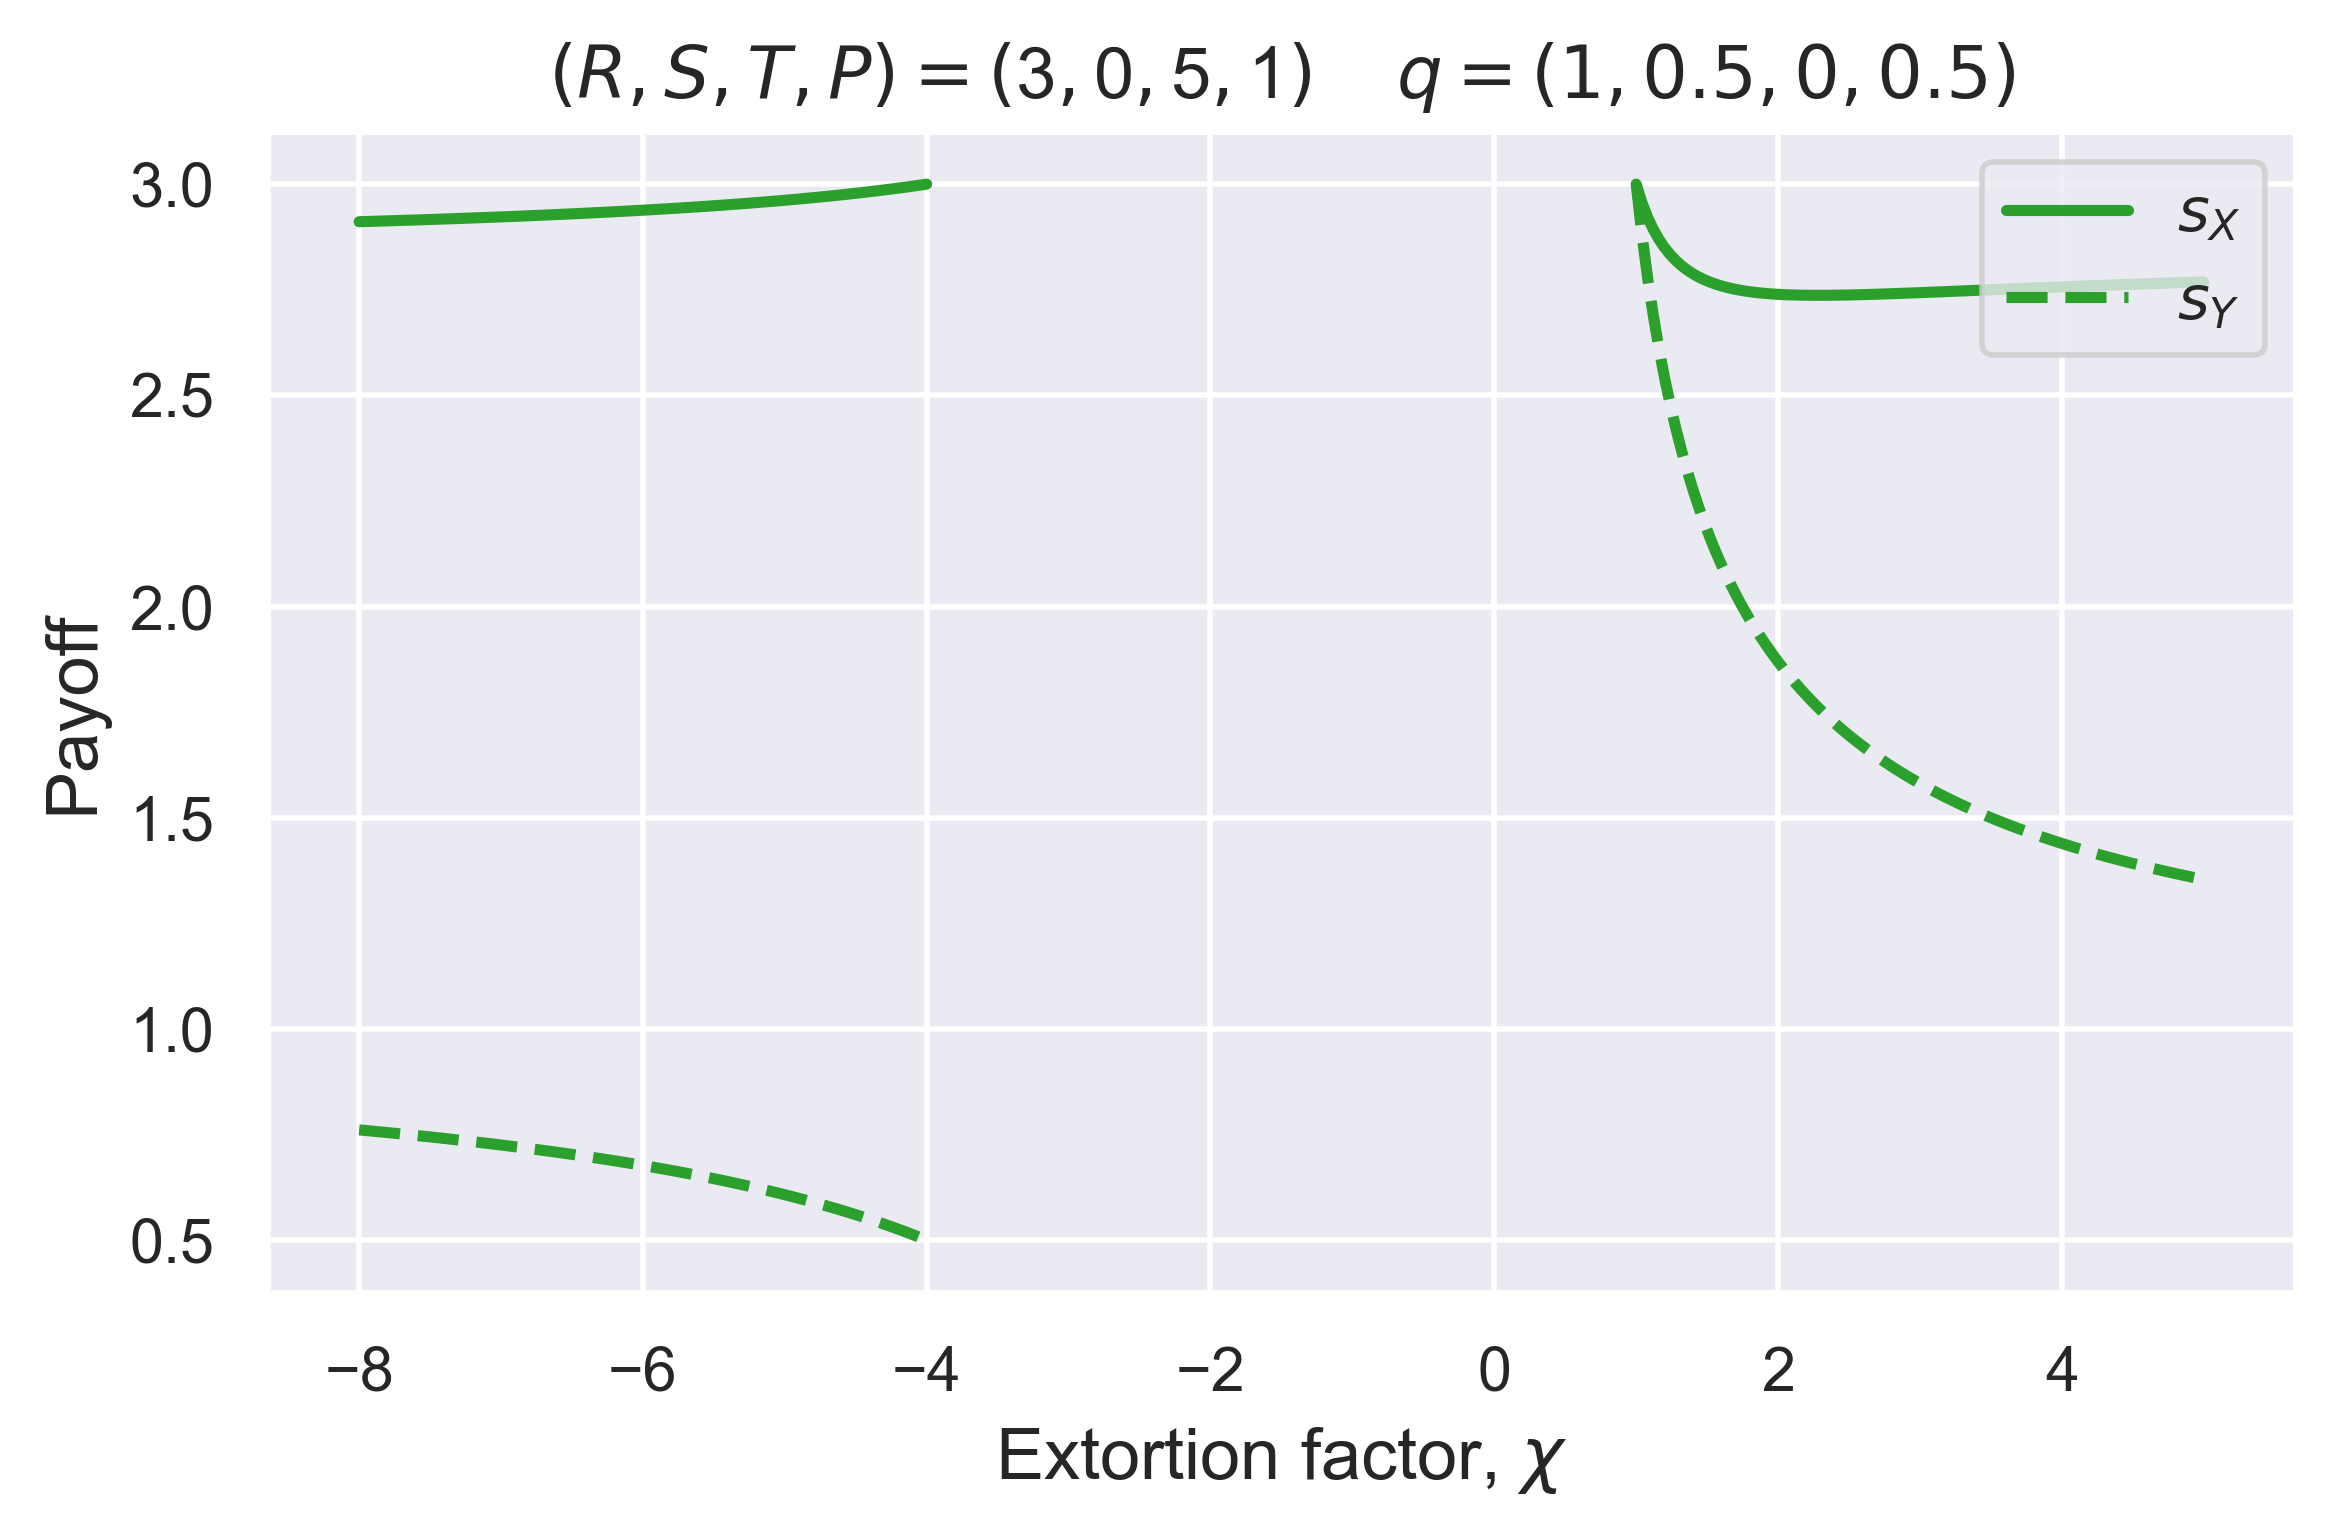 (R, S, T, P) = (3, 0, 5, 1)   q = (1, 0.5, 0, 0.5)
s_X
s_Y
3.0
2.5
2.0
1.5
1.0
0.5
Payoff
−8 −6 −4 −2 0 2 4
Extortion factor, χ